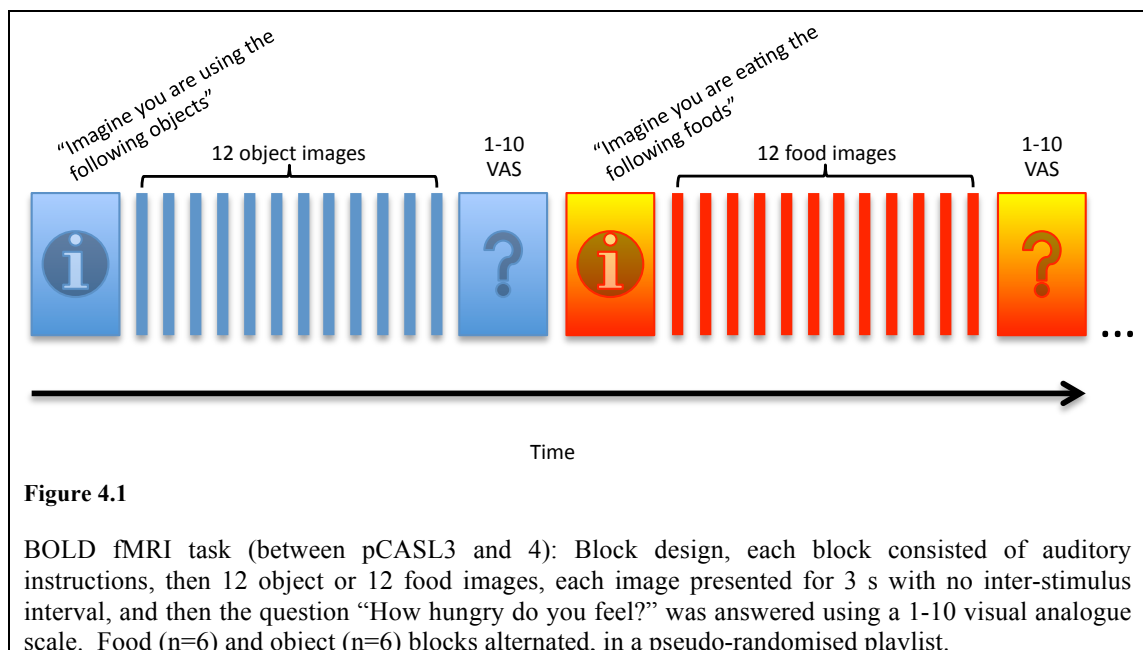 “Imagine you are using the
following objects”
12 object images
1-10
VAS
“Imagine you are eating the
following foods”
12 food images
1-10
VAS
i
?
i
?
...
Time
Figure 4.1
BOLD fMRI task (between pCASL3 and 4): Block design, each block consisted of auditory
instructions, then 12 object or 12 food images, each image presented for 3 s with no inter-stimulus
interval, and then the question “How hungry do you feel?” was answered using a 1-10 visual analogue
scale. Food (n=6) and object (n=6) blocks alternated, in a pseudo-randomised playlist.